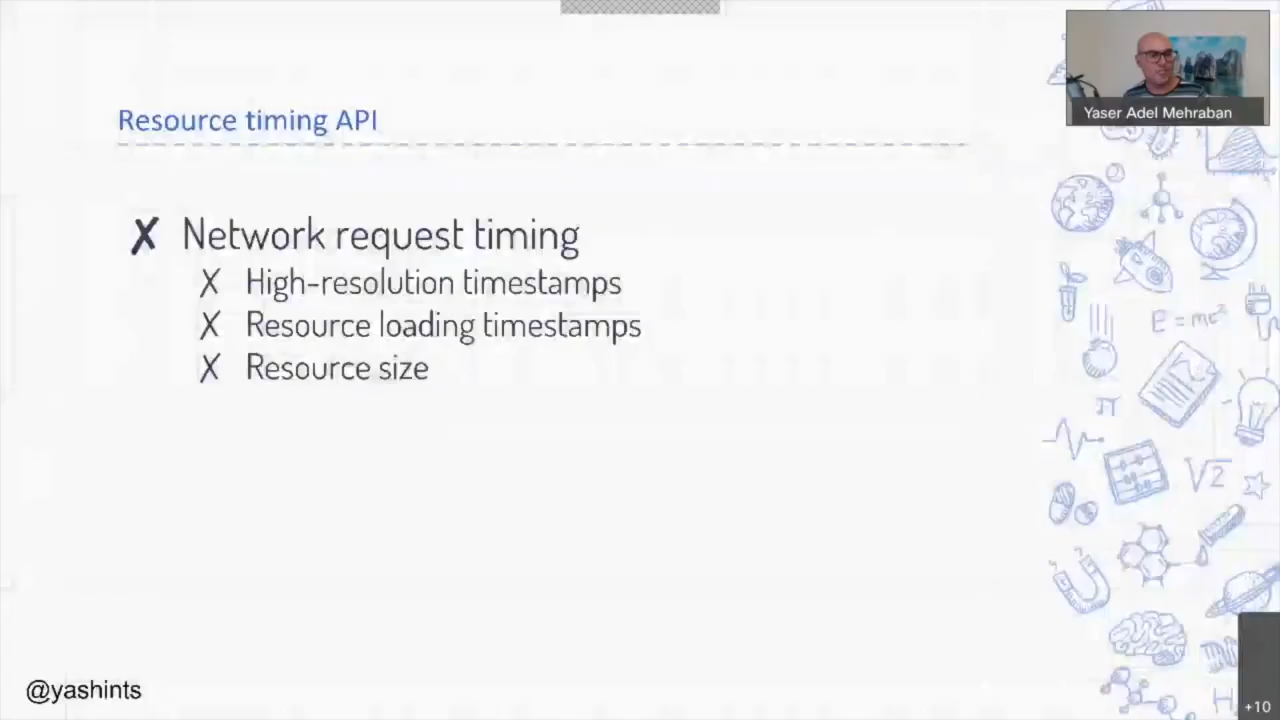 Resource timing API
Yaser Adel Mehraban
✗ Network request timing
✗ High-resolution timestamps
✗ Resource loading timestamps
✗ Resource size
E=mc²
π
√2
H
@yashints
+10